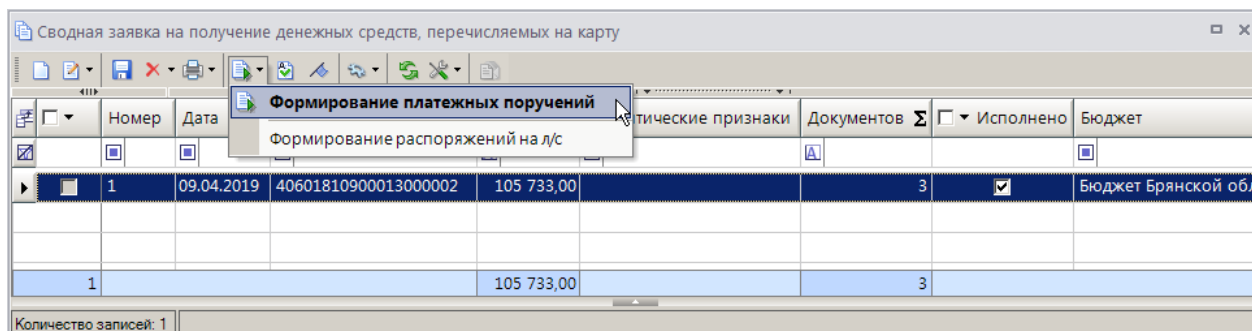 Сводная заявка на получение денежных средств, перечисляемых на карту
Формирование платежных поручений
Формирование распоряжений на л/с
Номер Дата тические признаки Документов Σ Исполнено Бюджет
A
1 09.04.2019 40601810900013000002 105 733,00 3 Бюджет Брянской обл
1 105 733,00 3
Количество записей: 1